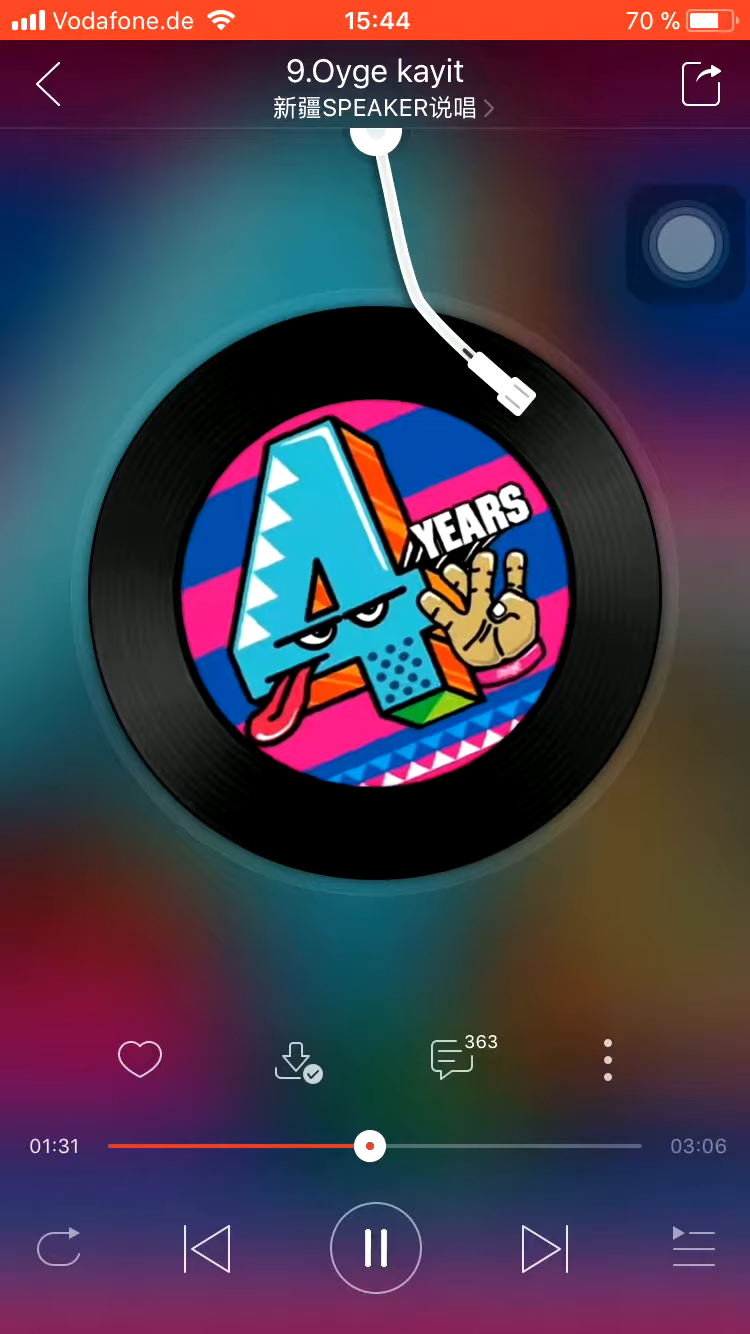 Vodafone.de 15:44 70 %
9.Oyge kayit
新疆SPEAKER说唱
YEARS
363
01:31 03:06